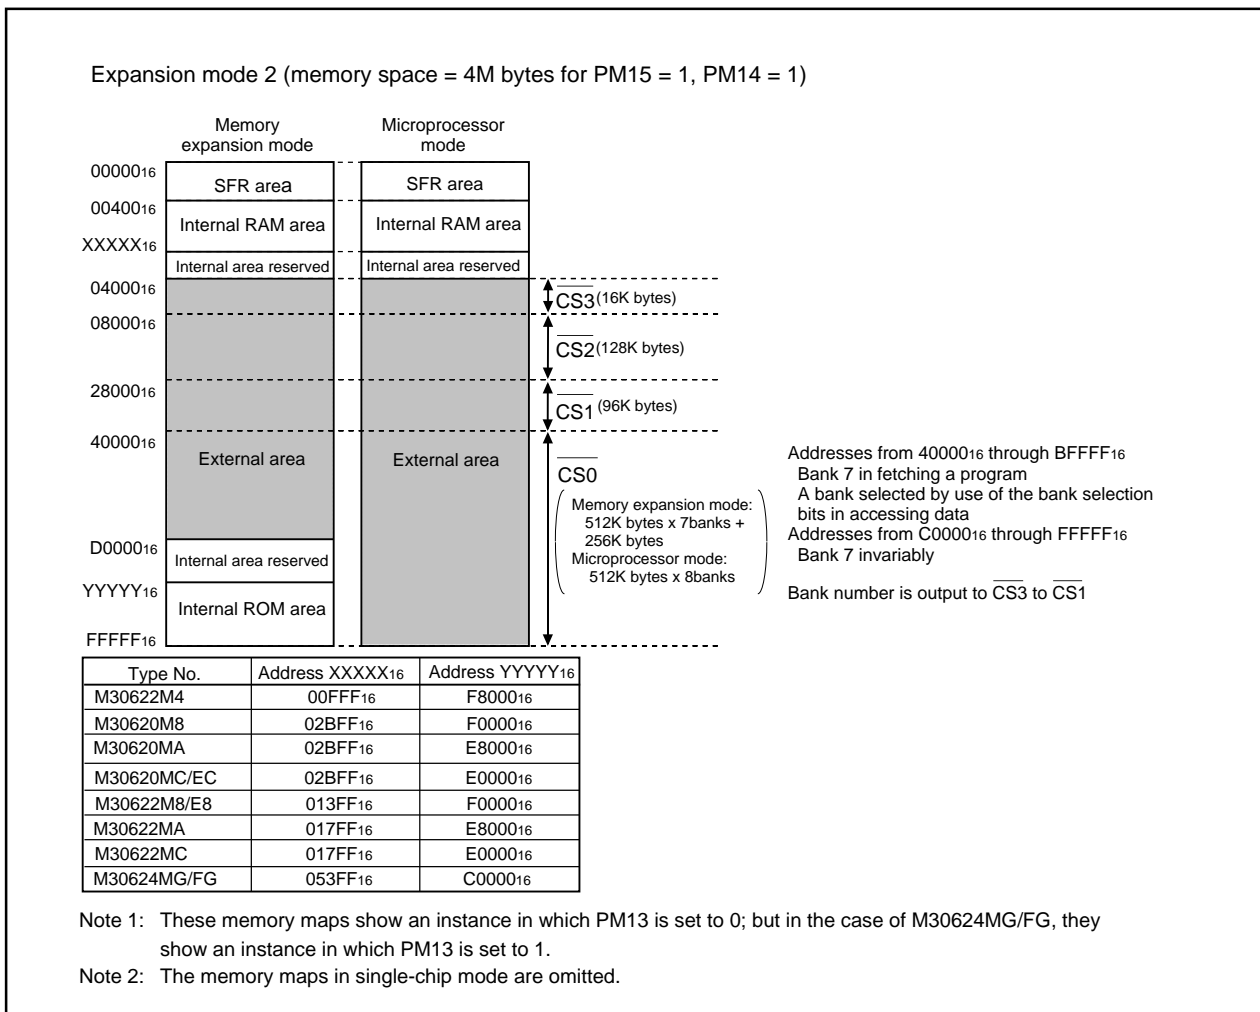 Expansion mode 2 (memory space = 4M bytes for PM15 = 1, PM14 = 1)
Memory
expansion mode
Microprocessor
mode
0000016
SFR area
SFR area
0040016
Internal RAM area
Internal RAM area
XXXXX16
Internal area reserved
Internal area reserved
0400016
CS3 (16K bytes)
0800016
CS2 (128K bytes)
2800016
CS1 (96K bytes)
4000016
External area
External area
CS0
Memory expansion mode:
512K bytes x 7banks +
256K bytes
Microprocessor mode:
512K bytes x 8banks
Addresses from 4000016 through BFFFF16
Bank 7 in fetching a program
A bank selected by use of the bank selection
bits in accessing data
Addresses from C000016 through FFFFF16
Bank 7 invariably
Bank number is output to CS3 to CS1
D000016
Internal area reserved
YYYYY16
Internal ROM area
FFFFF16
Type No. Address XXXXX16 Address YYYYY16
M30622M4 00FFF16 F800016
M30620M8 02BFF16 F000016
M30620MA 02BFF16 E800016
M30620MC/EC 02BFF16 E000016
M30622M8/E8 013FF16 F000016
M30622MA 017FF16 E800016
M30622MC 017FF16 E000016
M30624MG/FG 053FF16 C000016
Note 1: These memory maps show an instance in which PM13 is set to 0; but in the case of M30624MG/FG, they
show an instance in which PM13 is set to 1.
Note 2: The memory maps in single-chip mode are omitted.